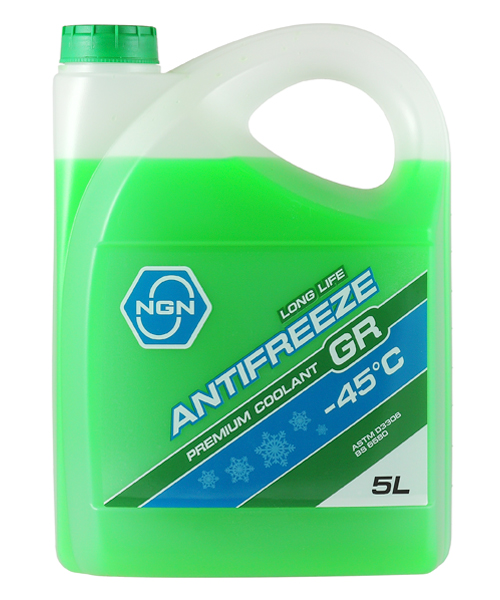 NGN
LONG LIFE
ANTIFREEZE
PREMIUM COOLANT GR
-45°C
ASTM D3306
BS 6580
5L